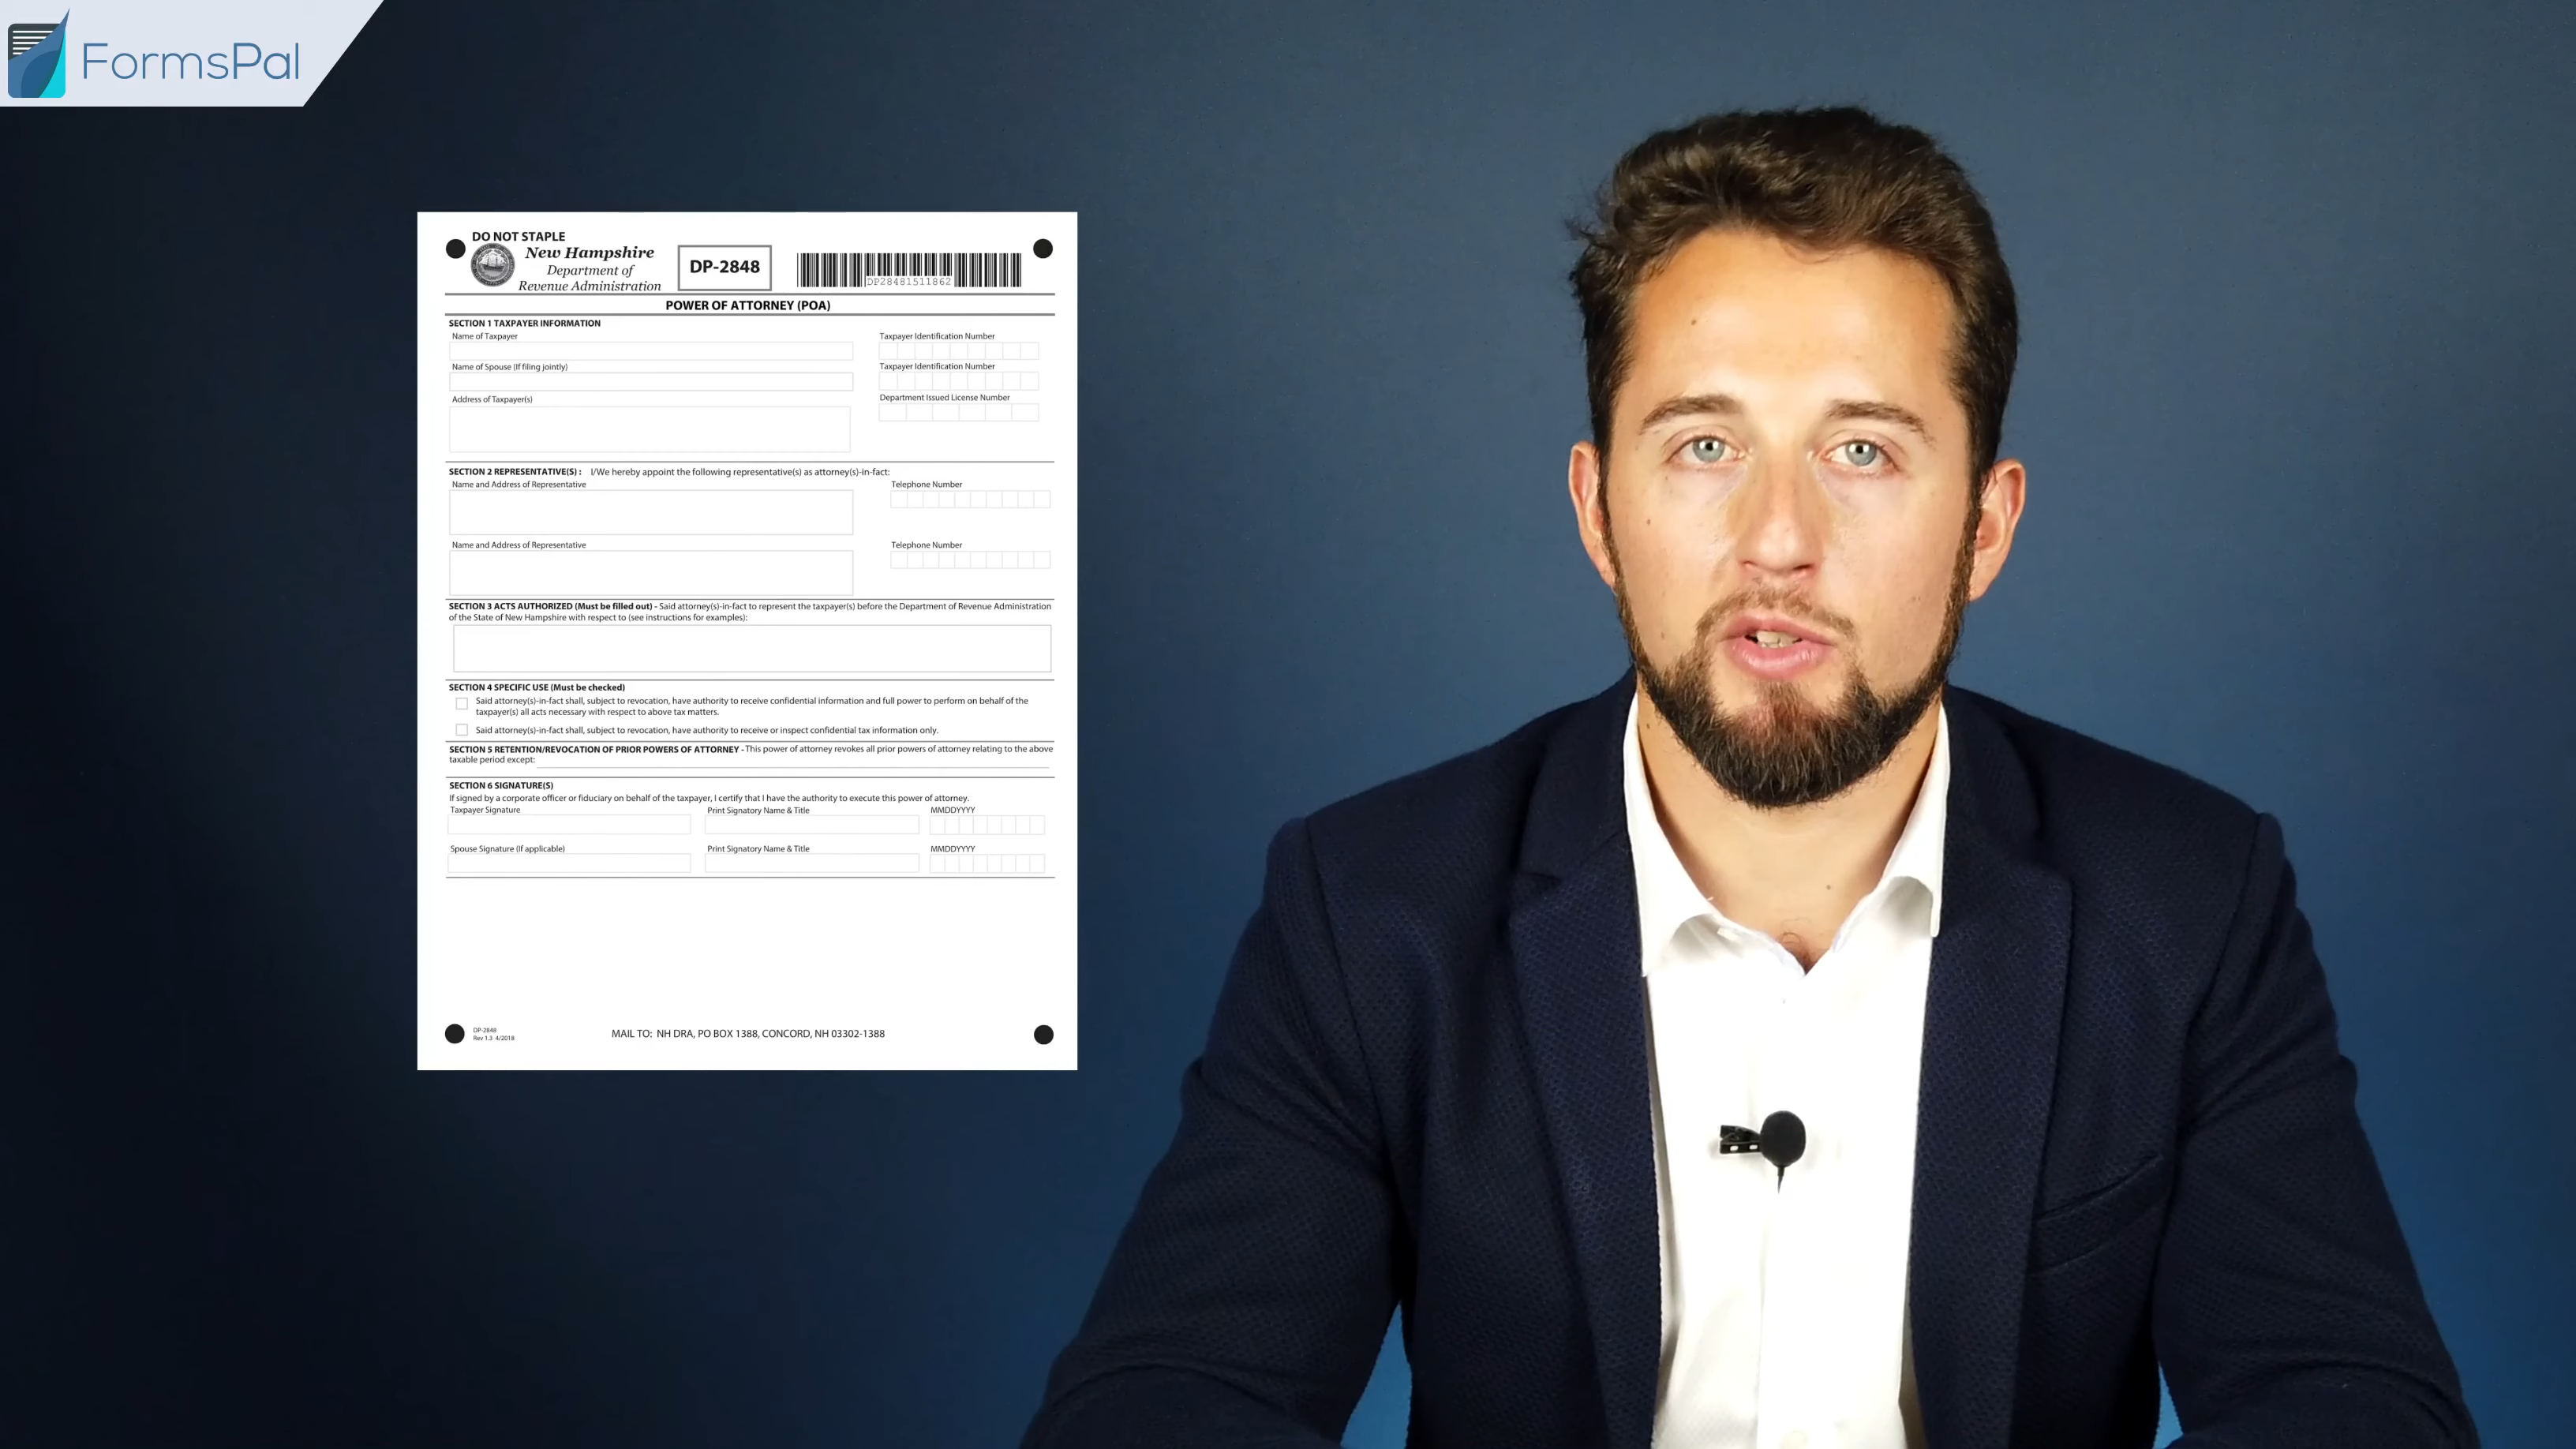 FormsPal
DO NOT STAPLE
New Hampshire
Department of
Revenue Administration
DP-2848
DP28481511862
POWER OF ATTORNEY (POA)
SECTION 1 TAXPAYER INFORMATION
Name of Taxpayer
Taxpayer Identification Number
Name of Spouse (If filing jointly)
Taxpayer Identification Number
Address of Taxpayer(s)
Department Issued License Number
SECTION 2 REPRESENTATIVE(S) : I/We hereby appoint the following representative(s) as attorney(s)-in-fact:
Name and Address of Representative
Telephone Number
Name and Address of Representative
Telephone Number
SECTION 3 ACTS AUTHORIZED (Must be filled out) - Said attorney(s)-in-fact to represent the taxpayer(s) before the Department of Revenue Administration
of the State of New Hampshire with respect to (see instructions for examples):
SECTION 4 SPECIFIC USE (Must be checked)
Said attorney(s)-in-fact shall, subject to revocation, have authority to receive confidential information and full power to perform on behalf of the
taxpayer(s) all acts necessary with respect to above tax matters.
Said attorney(s)-in-fact shall, subject to revocation, have authority to receive or inspect confidential tax information only.
SECTION 5 RETENTION/REVOCATION OF PRIOR POWERS OF ATTORNEY - This power of attorney revokes all prior powers of attorney relating to the above
taxable period except:
SECTION 6 SIGNATURE(S)
If signed by a corporate officer or fiduciary on behalf of the taxpayer, I certify that I have the authority to execute this power of attorney.
Taxpayer Signature
Print Signatory Name & Title
MMDDYYYY
Spouse Signature (If applicable)
Print Signatory Name & Title
MMDDYYYY
DP-2848
Rev 1.3 4/2018
MAIL TO: NH DRA, PO BOX 1388, CONCORD, NH 03302-1388